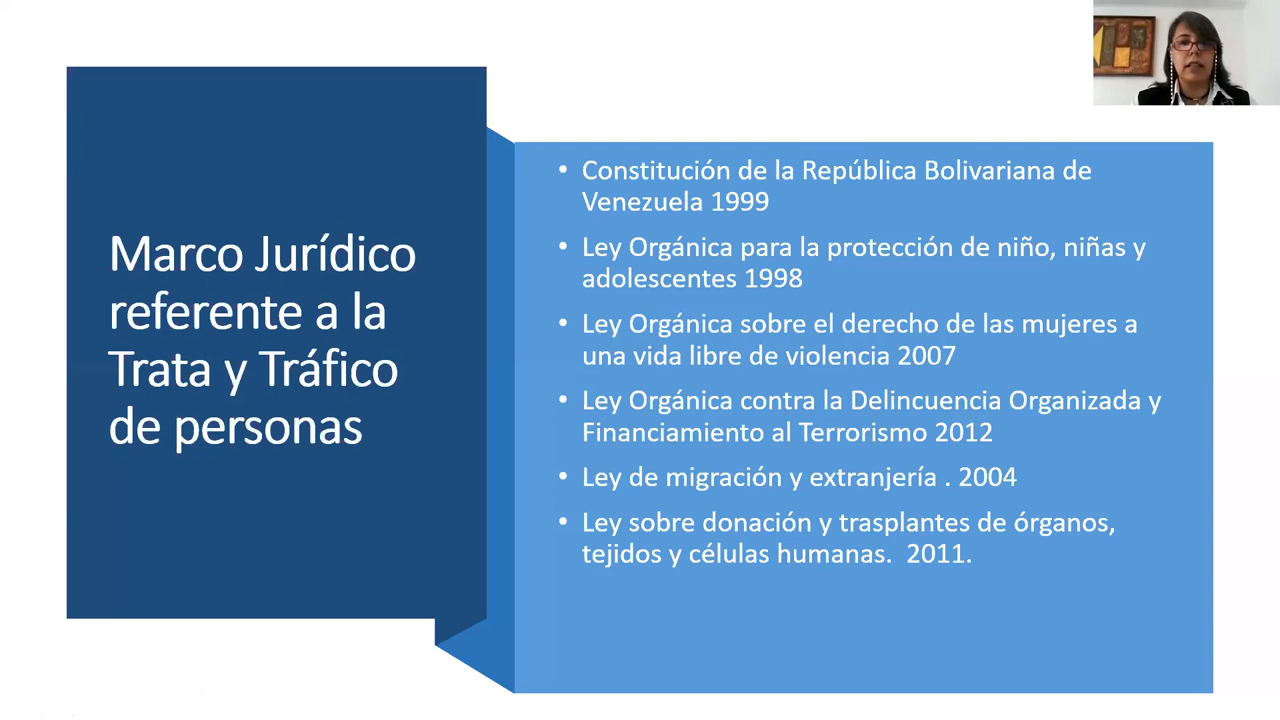 Marco Jurídico
referente a la
Trata y Tráfico
de personas
• Constitución de la República Bolivariana de
Venezuela 1999
• Ley Orgánica para la protección de niño, niñas y
adolescentes 1998
• Ley Orgánica sobre el derecho de las mujeres a
una vida libre de violencia 2007
• Ley Orgánica contra la Delincuencia Organizada y
Financiamiento al Terrorismo 2012
• Ley de migración y extranjería . 2004
• Ley sobre donación y trasplantes de órganos,
tejidos y células humanas.  2011.